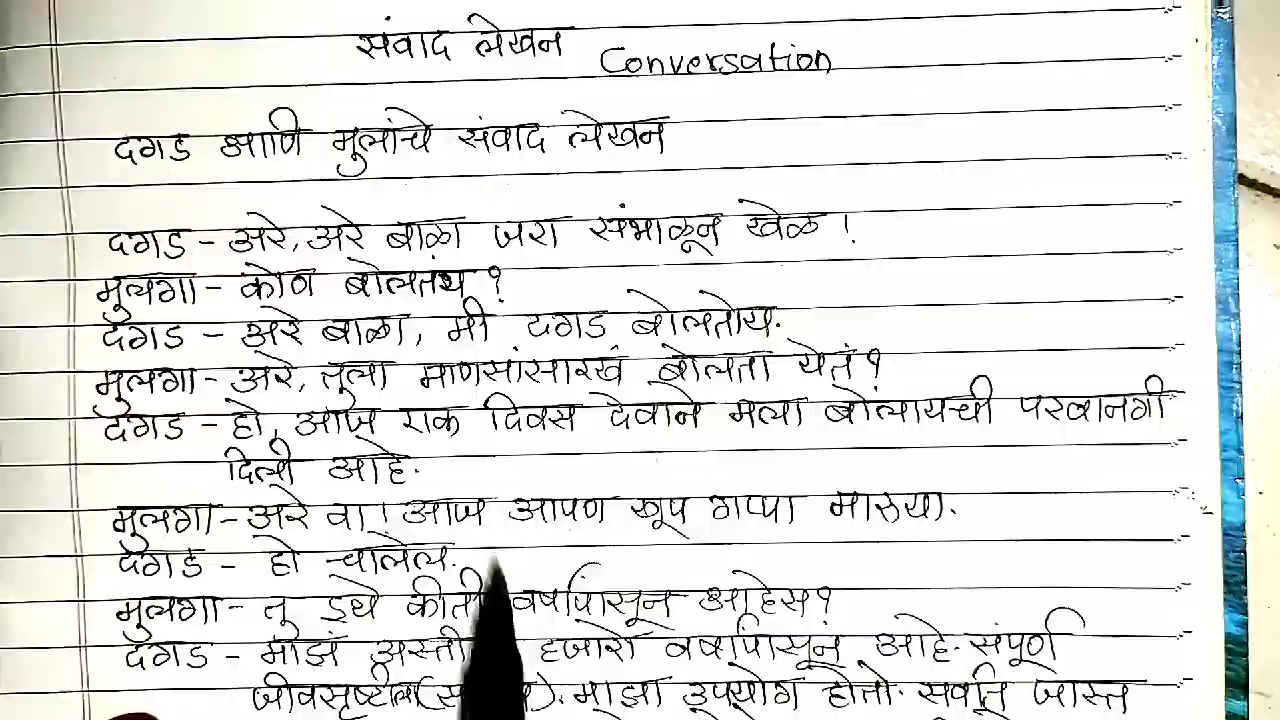 संवाद लेखन Conversation
दगड आणि मुलांचे संवाद लेखन
दगड - अरे, अरे बाळा जरा संभाळून खेळ !
मुलगा - कोण बोलतंय ?
दगड - अरे बाळा, मी दगड बोलतोय.
मुलगा - अरे, तुला माणसांसारखं बोलता येतं ?
दगड - हो, आज एक दिवस देवाने मला बोलायची परवानगी
दिली आहे.
मुलगा - अरे वा ! आज आपण खूप गप्पा मारुया.
दगड - हो चालेल.
मुलगा - तू इथे कीती वर्षांपासून आहेस ?
दगड - माझं हजारो वर्षांपासून आहे. संपूर्ण
जीवसृष्टीला माझा उपयोग होतो. सर्वात जास्त